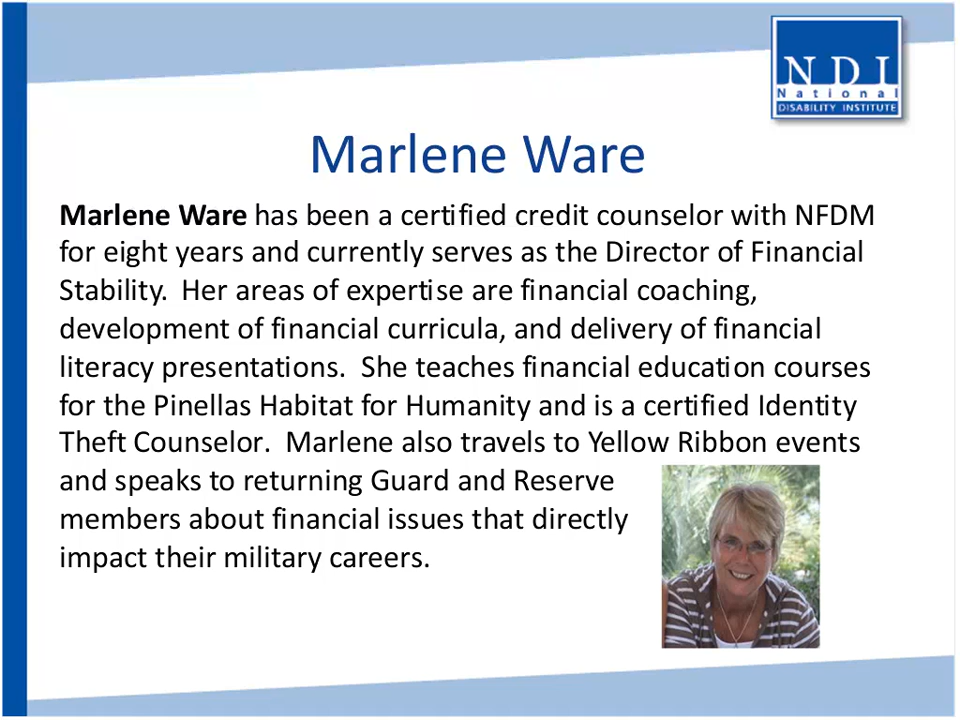 NDI
National
DISABILITY INSTITUTE
Marlene Ware
Marlene Ware has been a certified credit counselor with NFDM
for eight years and currently serves as the Director of Financial
Stability.  Her areas of expertise are financial coaching,
development of financial curricula, and delivery of financial
literacy presentations.  She teaches financial education courses
for the Pinellas Habitat for Humanity and is a certified Identity
Theft Counselor.  Marlene also travels to Yellow Ribbon events
and speaks to returning Guard and Reserve
members about financial issues that directly
impact their military careers.